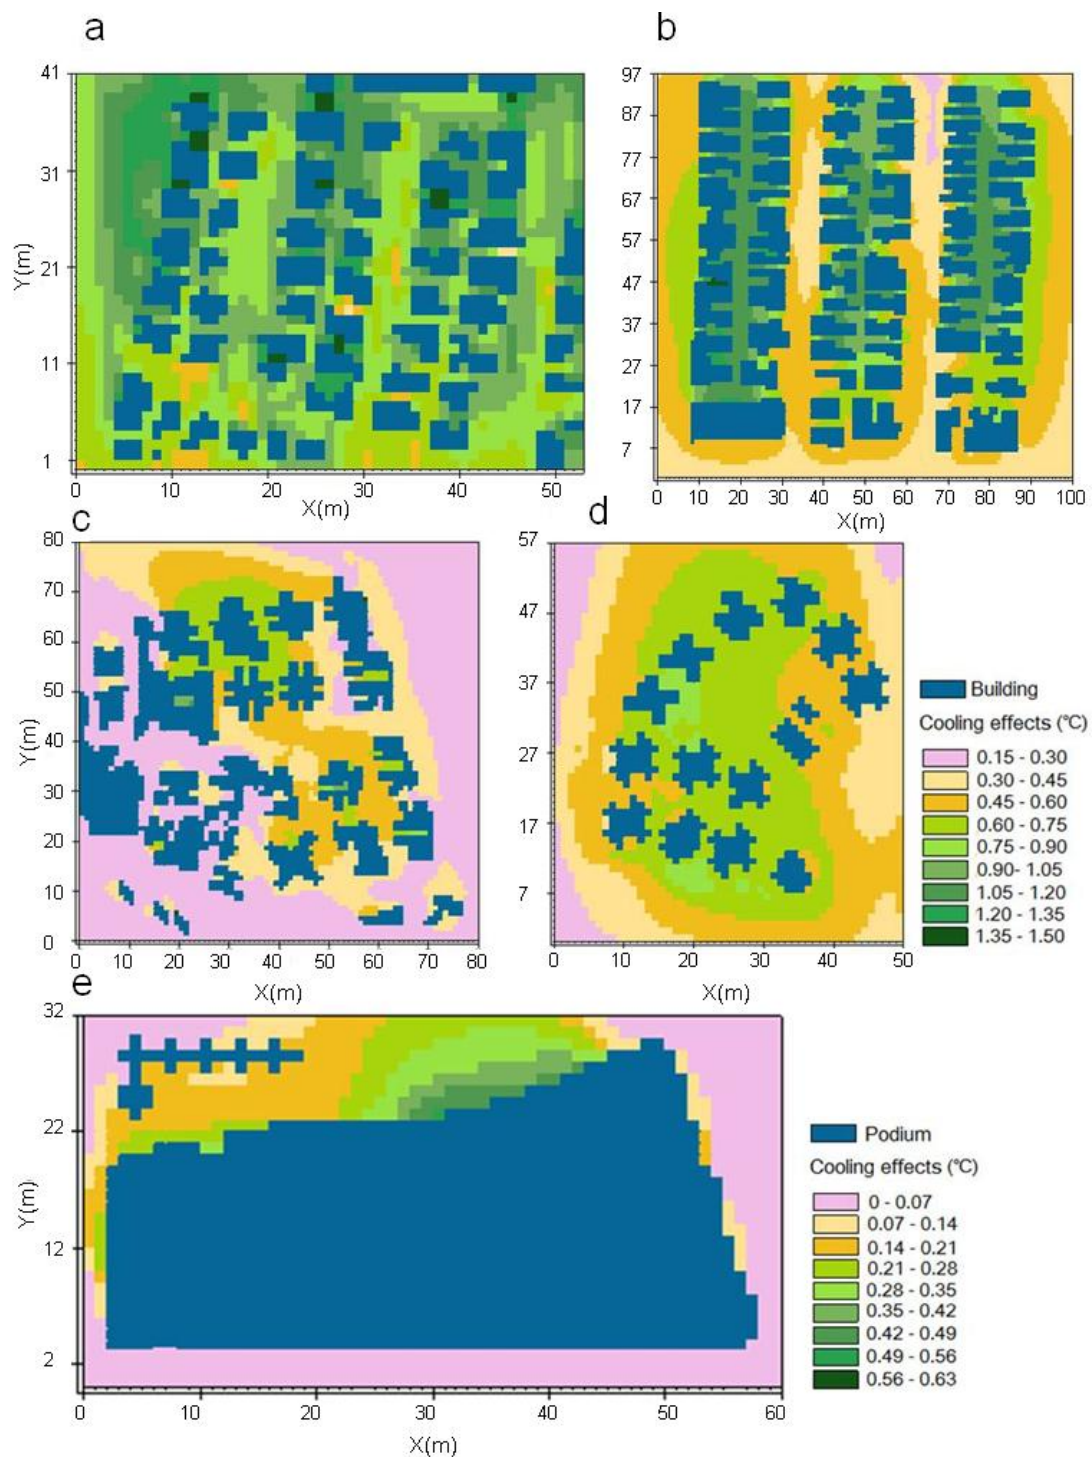 a
b
41
31
21
11
1
Y(m)
0 10 20 30 40 50
X(m)
97
87
77
67
57
47
37
27
17
7
Y(m)
0 10 20 30 40 50 60 70 80 90 100
X(m)
c
d
80
70
60
50
40
30
20
10
0
Y(m)
0 10 20 30 40 50 60 70 80
X(m)
57
47
37
27
17
7
Y(m)
0 10 20 30 40 50
X(m)
Building
Cooling effects (℃)
0.15 - 0.30
0.30 - 0.45
0.45 - 0.60
0.60 - 0.75
0.75 - 0.90
0.90- 1.05
1.05 - 1.20
1.20 - 1.35
1.35 - 1.50
e
32
22
12
2
Y(m)
0 10 20 30 40 50 60
X(m)
Podium
Cooling effects (℃)
0 - 0.07
0.07 - 0.14
0.14 - 0.21
0.21 - 0.28
0.28 - 0.35
0.35 - 0.42
0.42 - 0.49
0.49 - 0.56
0.56 - 0.63